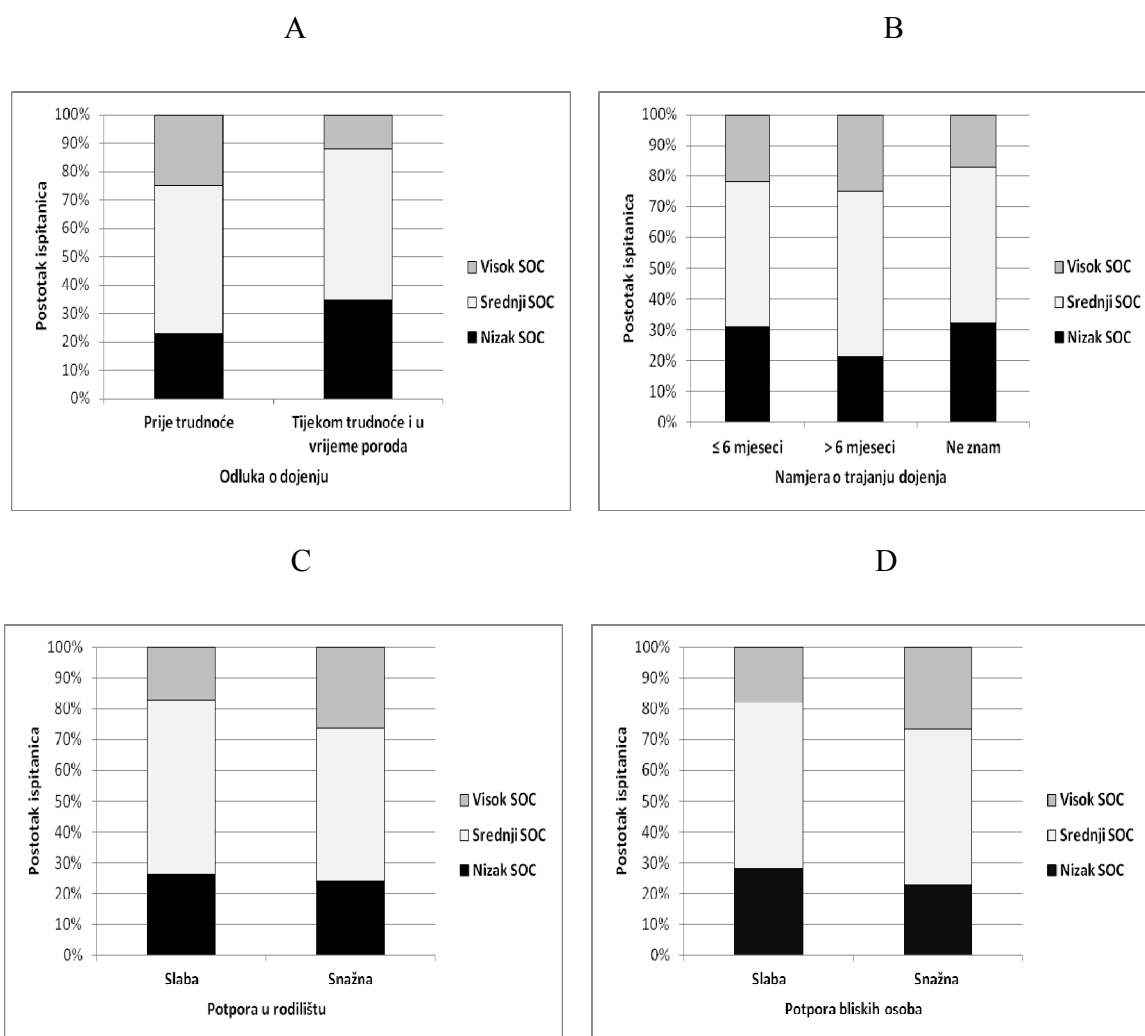 A
100%
90%
80%
70%
60%
50%
40%
30%
20%
10%
0%
Postotak ispitanica
Prije trudnoće
Tijekom trudnoće i u
vrijeme poroda
Odluka o dojenju
Visok SOC
Srednji SOC
Nizak SOC
B
100%
90%
80%
70%
60%
50%
40%
30%
20%
10%
0%
Postotak ispitanica
≤ 6 mjeseci
> 6 mjeseci
Ne znam
Namjera o trajanju dojenja
Visok SOC
Srednji SOC
Nizak SOC
C
100%
90%
80%
70%
60%
50%
40%
30%
20%
10%
0%
Postotak ispitanica
Slaba
Snažna
Potpora u rodilištu
Visok SOC
Srednji SOC
Nizak SOC
D
100%
90%
80%
70%
60%
50%
40%
30%
20%
10%
0%
Postotak ispitanica
Slaba
Snažna
Potpora bliskih osoba
Visok SOC
Srednji SOC
Nizak SOC